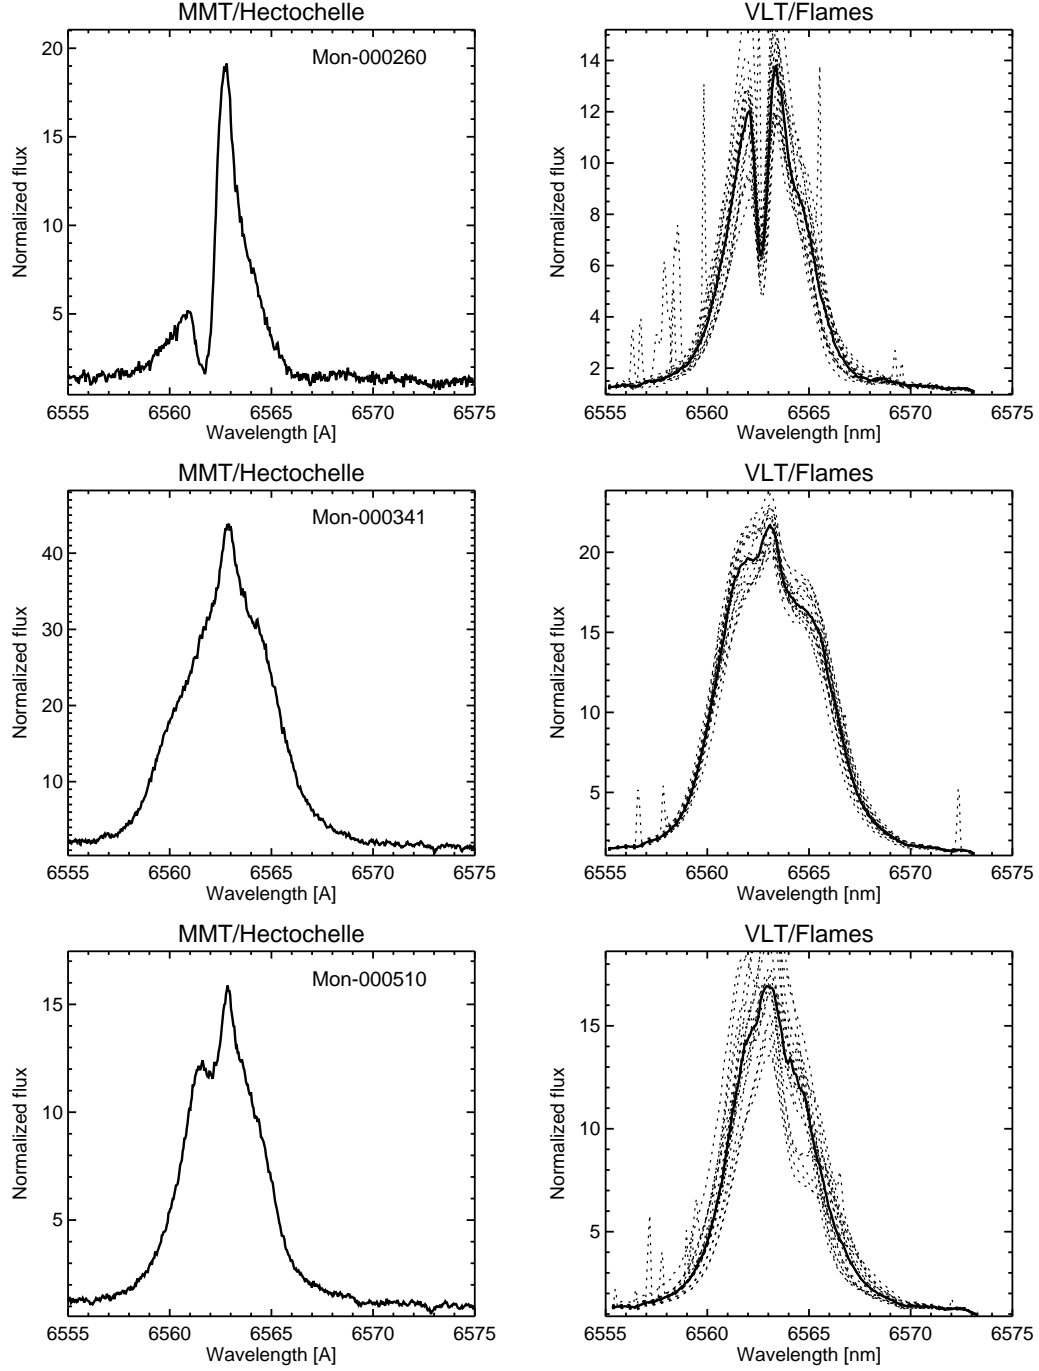 MMT/Hectochelle
Mon-000260
Normalized flux
20
15
10
5
6555 6560 6565 6570 6575
Wavelength [A]
VLT/Flames
Normalized flux
14
12
10
8
6
4
2
6555 6560 6565 6570 6575
Wavelength [nm]
MMT/Hectochelle
Mon-000341
Normalized flux
40
30
20
10
6555 6560 6565 6570 6575
Wavelength [A]
VLT/Flames
Normalized flux
20
15
10
5
6555 6560 6565 6570 6575
Wavelength [nm]
MMT/Hectochelle
Mon-000510
Normalized flux
15
10
5
6555 6560 6565 6570 6575
Wavelength [A]
VLT/Flames
Normalized flux
15
10
5
6555 6560 6565 6570 6575
Wavelength [nm]